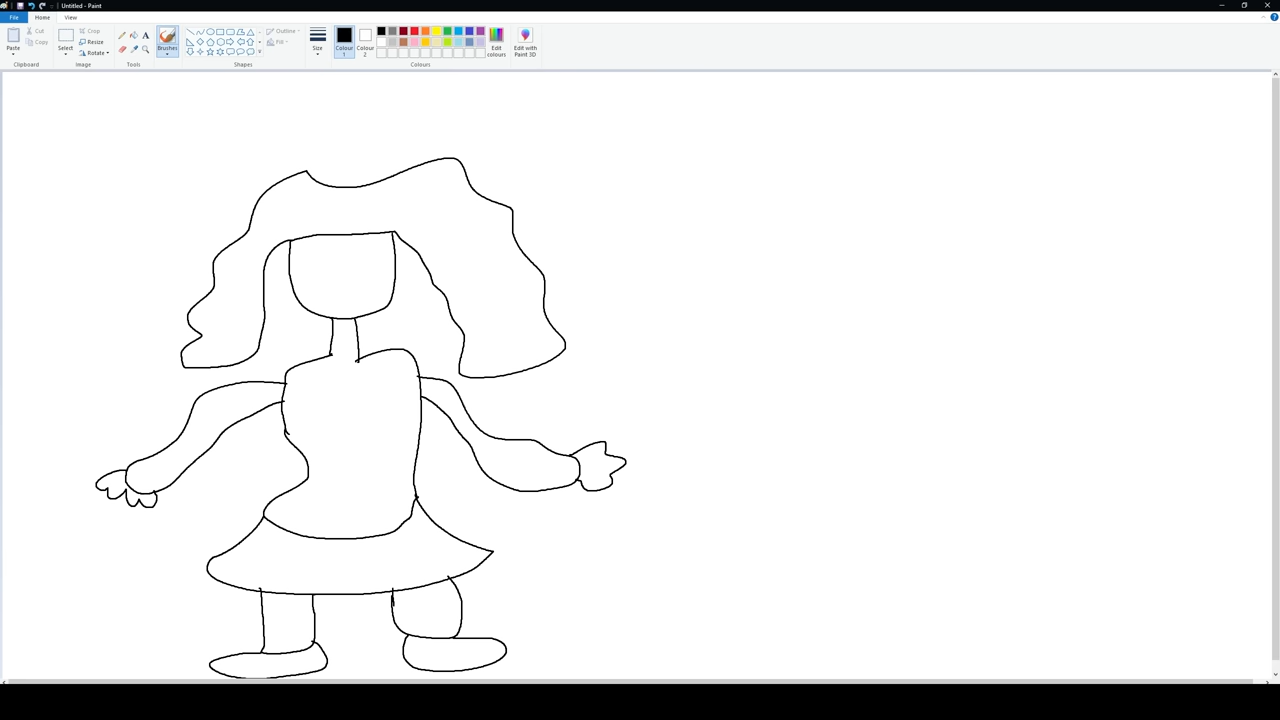 Untitled - Paint
File Home View
Paste Cut Copy Select Crop Resize Rotate A Brushes Outline Fill Size Colour 1 Colour 2 Edit colours Edit with Paint 3D
Clipboard Image Tools Shapes Colours